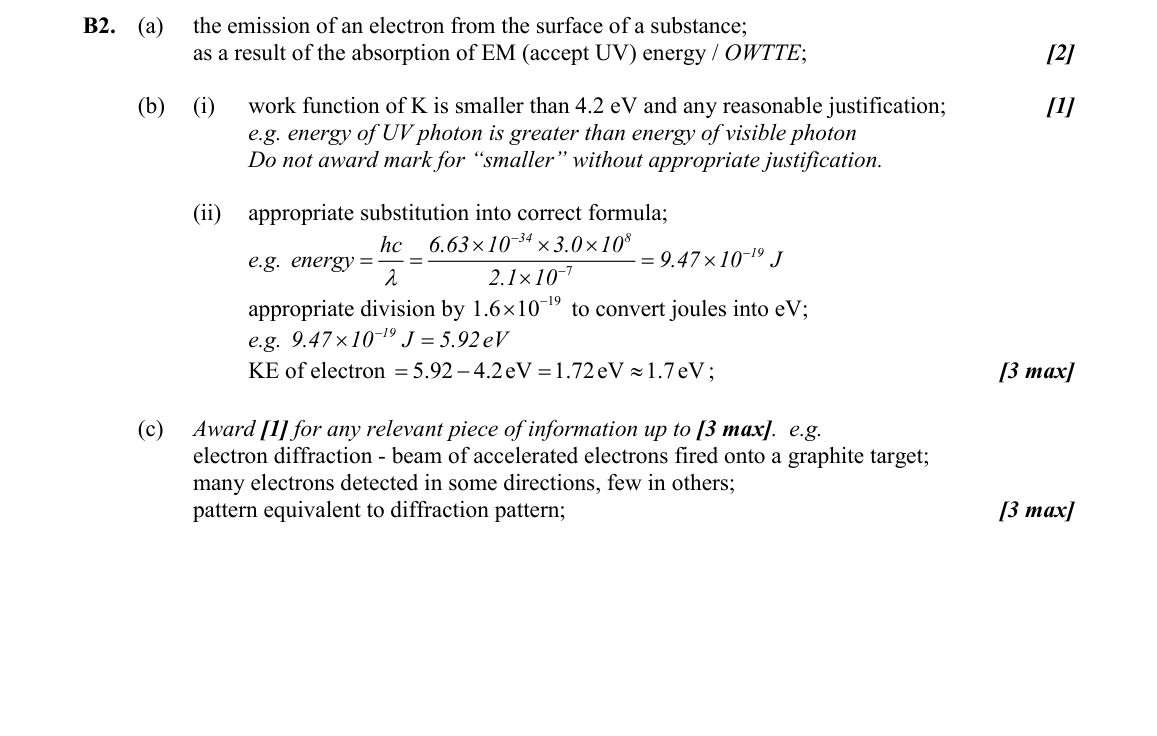 B2. (a) the emission of an electron from the surface of a substance;
as a result of the absorption of EM (accept UV) energy / OWTTE; [2]
(b) (i) work function of K is smaller than 4.2 eV and any reasonable justification; [1]
e.g. energy of UV photon is greater than energy of visible photon
Do not award mark for “smaller” without appropriate justification.
(ii) appropriate substitution into correct formula;
e.g. energy = hc/λ = (6.63×10⁻³⁴ × 3.0×10⁸)/(2.1×10⁻⁷) = 9.47×10⁻¹⁹ J
appropriate division by 1.6×10⁻¹⁹ to convert joules into eV;
e.g. 9.47×10⁻¹⁹ J = 5.92 eV
KE of electron = 5.92 – 4.2 eV = 1.72 eV ≈ 1.7 eV; [3 max]
(c) Award [1] for any relevant piece of information up to [3 max]. e.g.
electron diffraction - beam of accelerated electrons fired onto a graphite target;
many electrons detected in some directions, few in others;
pattern equivalent to diffraction pattern; [3 max]